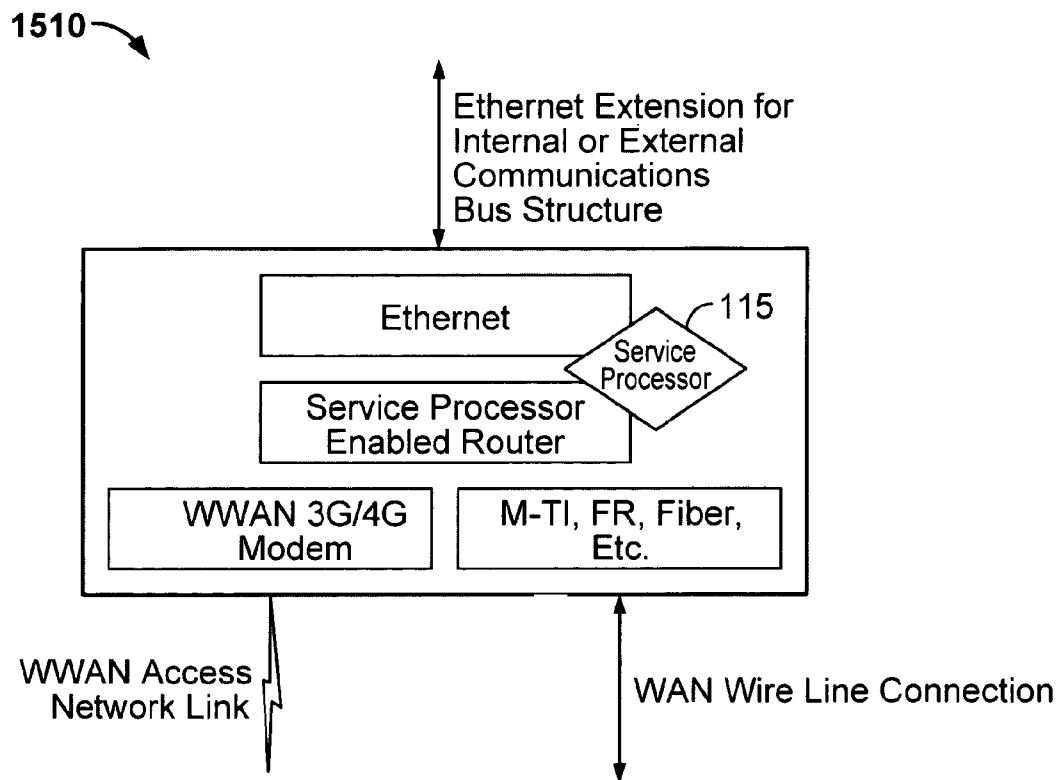 1510
Ethernet Extension for
Internal or External
Communications
Bus Structure
Ethernet
115
Service
Processor
Service Processor
Enabled Router
WWAN 3G/4G
Modem
M-TI, FR, Fiber,
Etc.
WWAN Access
Network Link
WAN Wire Line Connection